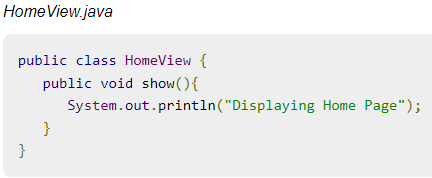 HomeView.java
public class HomeView {
   public void show(){
      System.out.println("Displaying Home Page");
   }
}